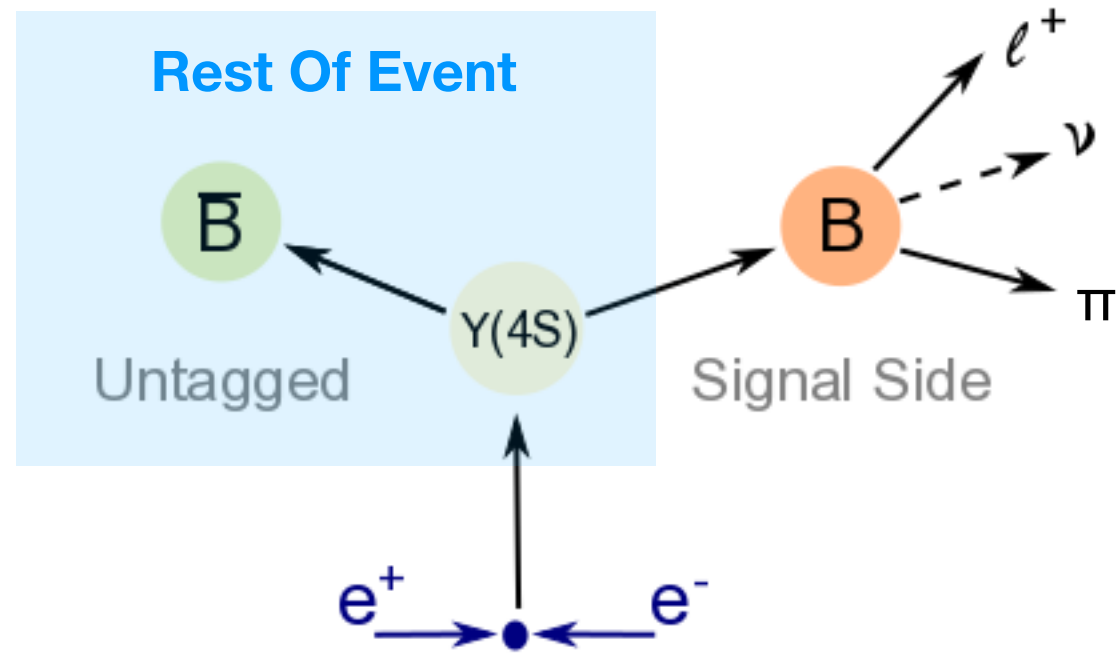 Rest Of Event
ℓ⁺
ν
B̅
B
Υ(4S)
π
Untagged
Signal Side
e⁺
e⁻